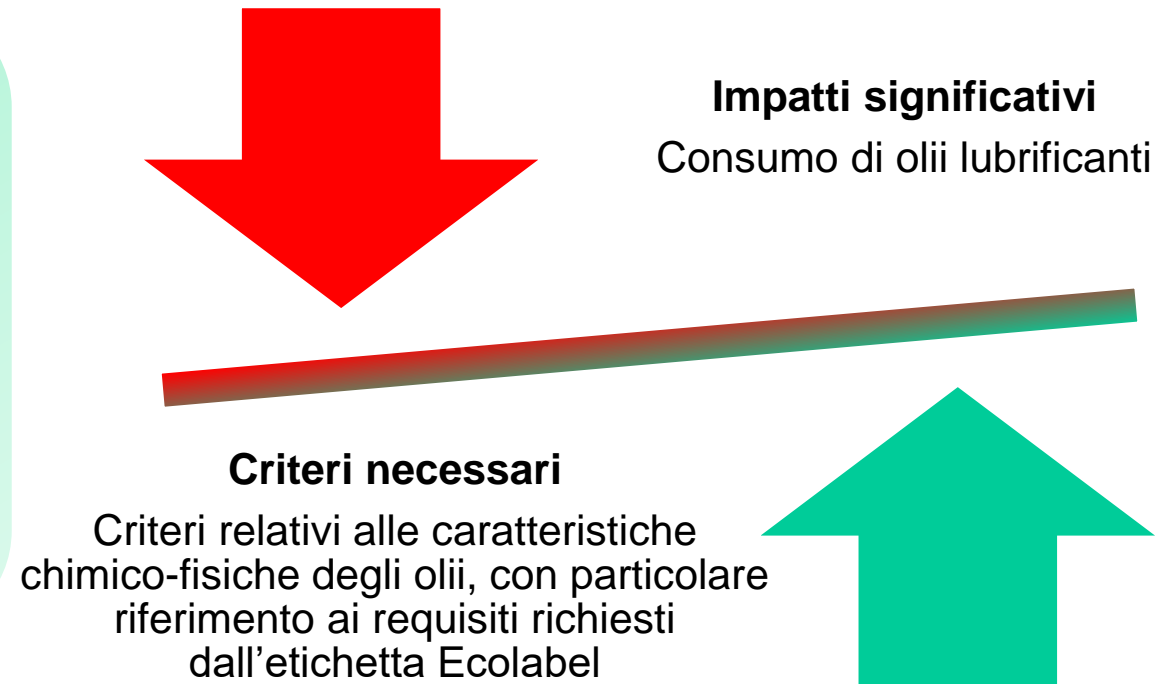 Impatti significativi
Consumo di olii lubrificanti
Criteri necessari
Criteri relativi alle caratteristiche
chimico-fisiche degli olii, con particolare
riferimento ai requisiti richiesti
dall'etichetta Ecolabel